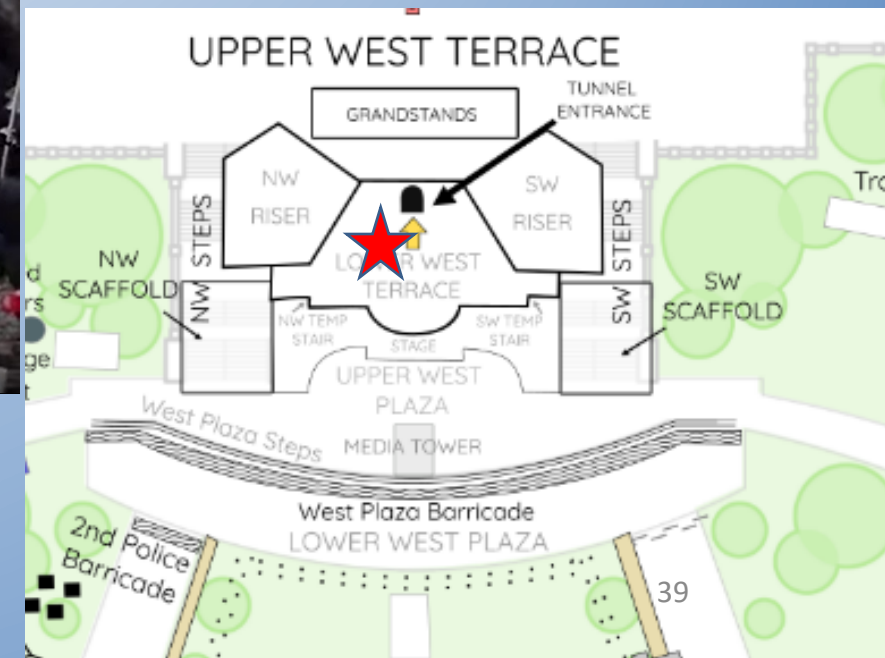 UPPER WEST TERRACE
TUNNEL
ENTRANCE
GRANDSTANDS
NW
RISER
SW
RISER
NW STEPS
SW STEPS
LOWER WEST
TERRACE
NW
SCAFFOLD
SW
SCAFFOLD
NW TEMP
STAIR
SW TEMP
STAIR
STAGE
UPPER WEST
PLAZA
West Plaza Steps
MEDIA TOWER
West Plaza Barricade
LOWER WEST PLAZA
2nd Police
Barricade
39